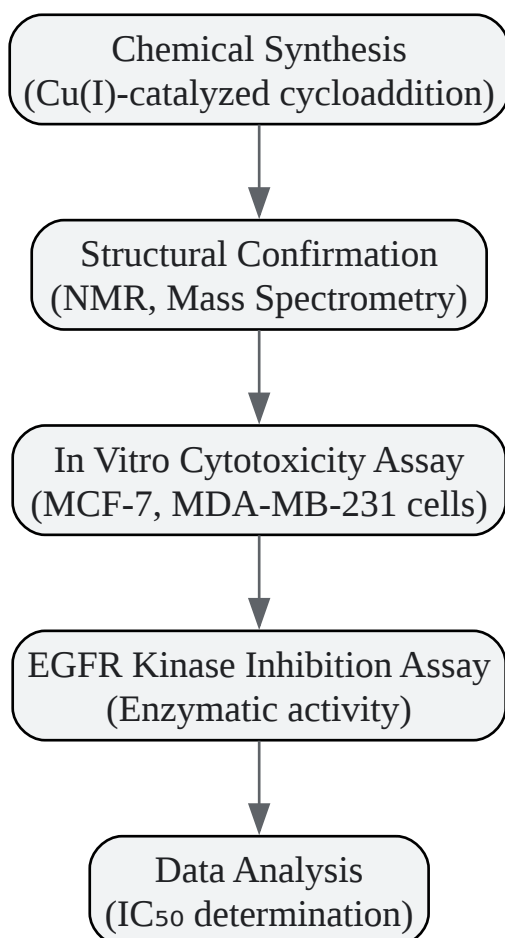 Chemical Synthesis
(Cu(I)-catalyzed cycloaddition)
Structural Confirmation
(NMR, Mass Spectrometry)
In Vitro Cytotoxicity Assay
(MCF-7, MDA-MB-231 cells)
EGFR Kinase Inhibition Assay
(Enzymatic activity)
Data Analysis
(IC₅₀ determination)